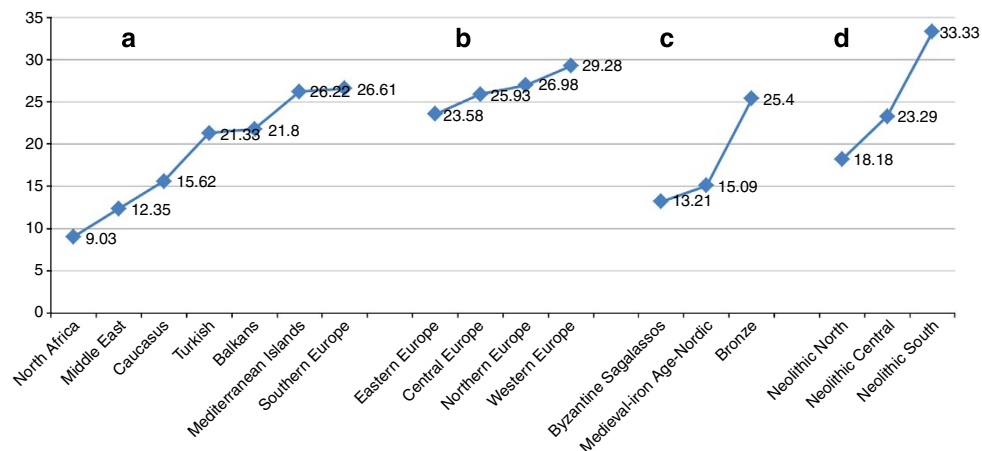 35
30
25
20
15
10
5
0
a
b
c
d
9.03
12.35
15.62
21.33
21.8
26.22
26.61
23.58
25.93
26.98
29.28
13.21
15.09
25.4
18.18
23.29
33.33
North Africa
Middle East
Caucasus
Turkish
Balkans
Mediterranean Islands
Southern Europe
Eastern Europe
Central Europe
Northern Europe
Western Europe
Byzantine Sagalassos
Medieval-iron Age-Nordic
Bronze
Neolithic North
Neolithic Central
Neolithic South